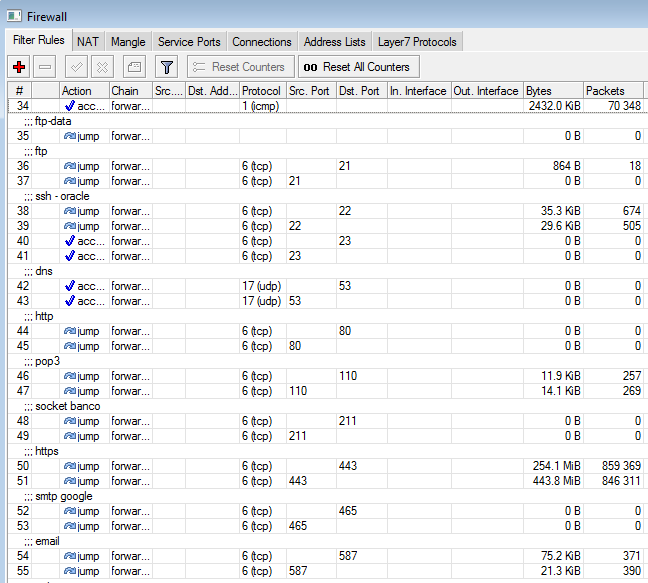 Firewall
Filter Rules NAT Mangle Service Ports Connections Address Lists Layer7 Protocols
Reset Counters 00 Reset All Counters
# Action Chain Src.... Dst. Add... Protocol Src. Port Dst. Port In. Interface Out. Interface Bytes Packets
34 acc... forwar... 1 (icmp) 2432.0 KiB 70 348
;;; ftp-data
35 jump forwar... 0 B 0
;;; ftp
36 jump forwar... 6 (tcp) 21 864 B 18
37 jump forwar... 6 (tcp) 21 0 B 0
;;; ssh - oracle
38 jump forwar... 6 (tcp) 22 35.3 KiB 674
39 jump forwar... 6 (tcp) 22 29.6 KiB 505
40 acc... forwar... 6 (tcp) 23 0 B 0
41 acc... forwar... 6 (tcp) 23 0 B 0
;;; dns
42 acc... forwar... 17 (udp) 53 0 B 0
43 acc... forwar... 17 (udp) 53 0 B 0
;;; http
44 jump forwar... 6 (tcp) 80 0 B 0
45 jump forwar... 6 (tcp) 80 0 B 0
;;; pop3
46 jump forwar... 6 (tcp) 110 11.9 KiB 257
47 jump forwar... 6 (tcp) 110 14.1 KiB 269
;;; socket banco
48 jump forwar... 6 (tcp) 211 0 B 0
49 jump forwar... 6 (tcp) 211 0 B 0
;;; https
50 jump forwar... 6 (tcp) 443 254.1 MiB 859 369
51 jump forwar... 6 (tcp) 443 443.8 MiB 846 311
;;; smtp google
52 jump forwar... 6 (tcp) 465 0 B 0
53 jump forwar... 6 (tcp) 465 0 B 0
;;; email
54 jump forwar... 6 (tcp) 587 75.2 KiB 371
55 jump forwar... 6 (tcp) 587 21.3 KiB 390